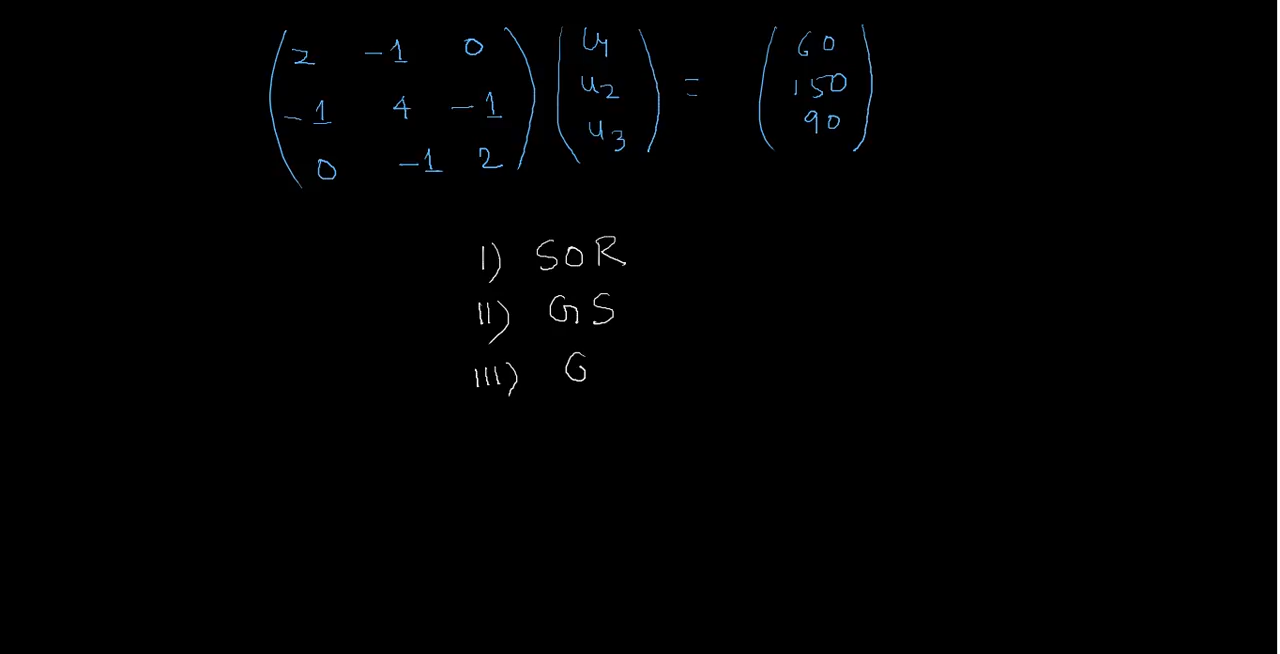 2 -1 0 u1 60
-1 4 -1 u2 = 150
0 -1 2 u3 90
I) SOR
II) GS
III) G